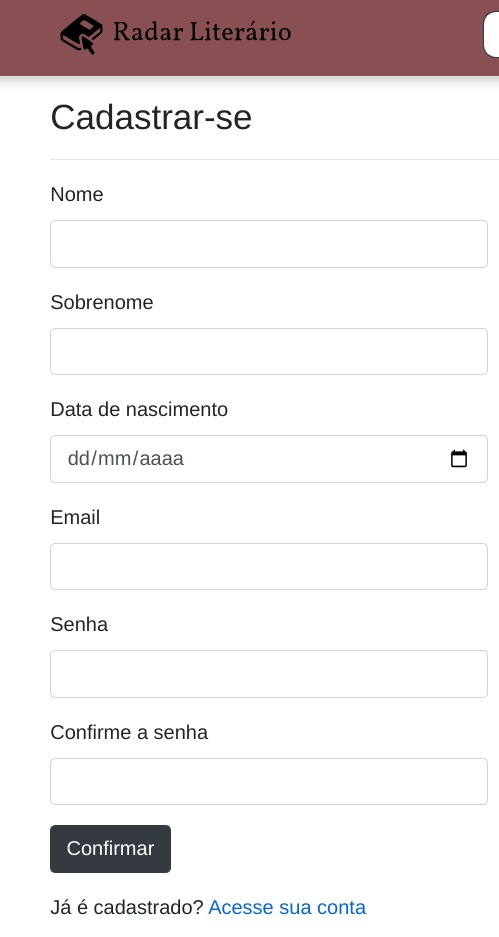 Radar Literário
Cadastrar-se
Nome
Sobrenome
Data de nascimento
dd/mm/aaaa
Email
Senha
Confirme a senha
Confirmar
Já é cadastrado? Acesse sua conta